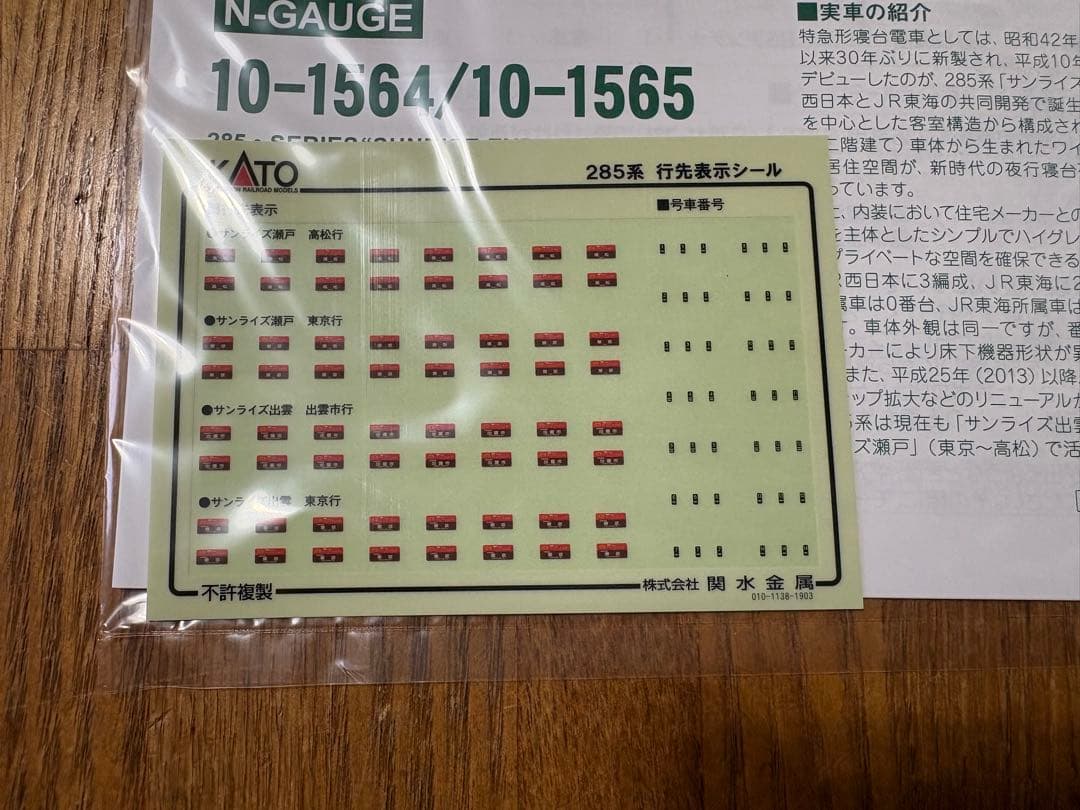 N-GAUGE
10-1564/10-1565
■実車の紹介
特急形寝台電車としては、昭和42年
以来30年ぶりに新製され、平成10年
デビューしたのが、285系「サンライズ
西日本とJR東海の共同開発で誕生
を中心とした客室構造から構成され
二階建て）車体から生まれたワイ
居住空間が、新時代の夜行寝台
っています。
、内装において住宅メーカーとの
を主体としたシンプルでハイグレ
プライベートな空間を確保できる
西日本に3編成、JR東海に2
属車は0番台、JR東海所属車は
す。車体外観は同一ですが、番
ーカーにより床下機器形状が異
また、平成25年（2013）以降
ップ拡大などのリニューアルが
系は現在も「サンライズ出雲
ズ瀬戸」（東京～高松）で活
KATO
RAILROAD MODELS
285系 行先表示シール
行先表示
■号車番号
●サンライズ瀬戸 高松行
●サンライズ瀬戸 東京行
●サンライズ出雲 出雲市行
●サンライズ出雲 東京行
不許複製
株式会社 関水金属
010-1138-1903